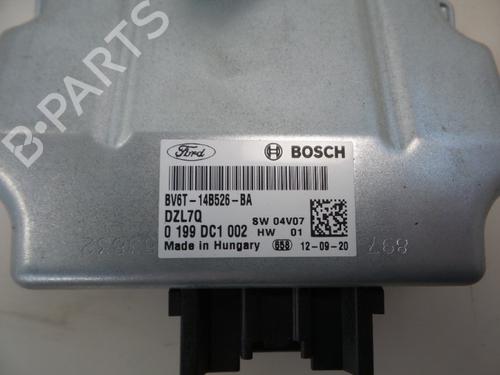 B-PARTS
Ford BOSCH
BV6T-14B526-BA
DZL7Q
SW 04V07
0 199 DC1 002 HW 01
Made in Hungary 658 12-09-20
897